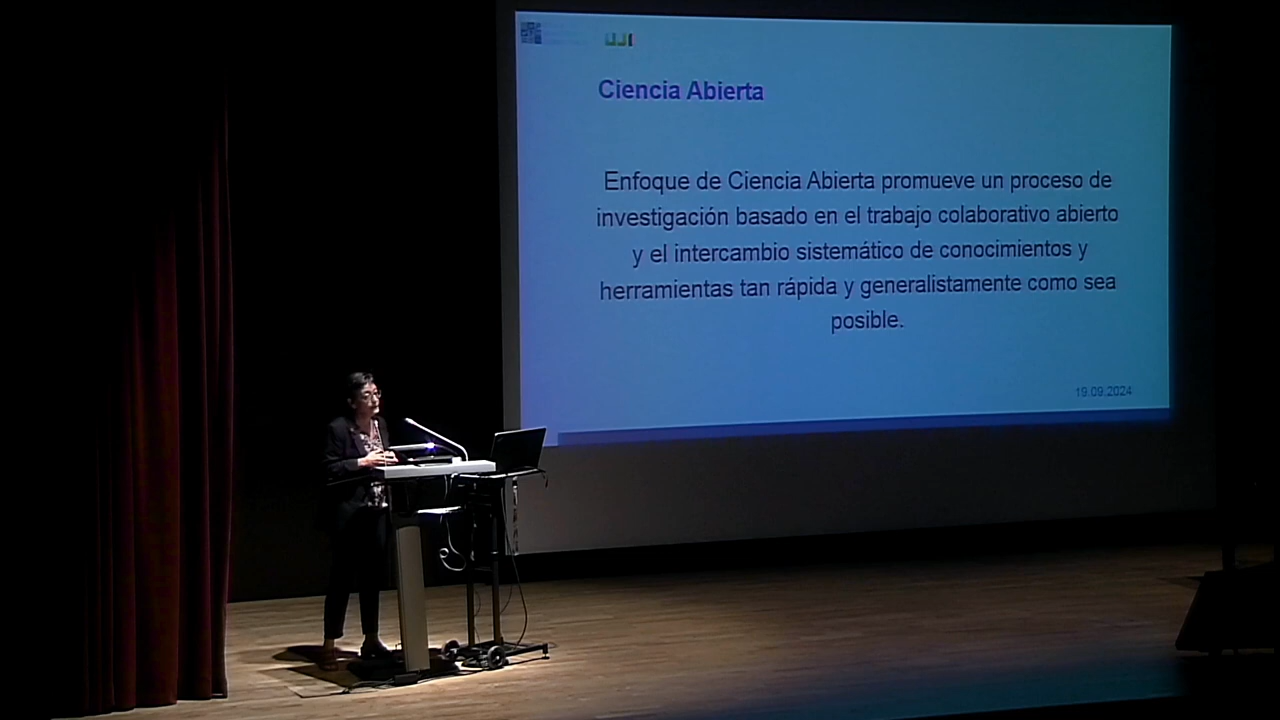 UJI
Ciencia Abierta
Enfoque de Ciencia Abierta promueve un proceso de
investigación basado en el trabajo colaborativo abierto
y el intercambio sistemático de conocimientos y
herramientas tan rápida y generalistamente como sea
posible.
19.09.2024